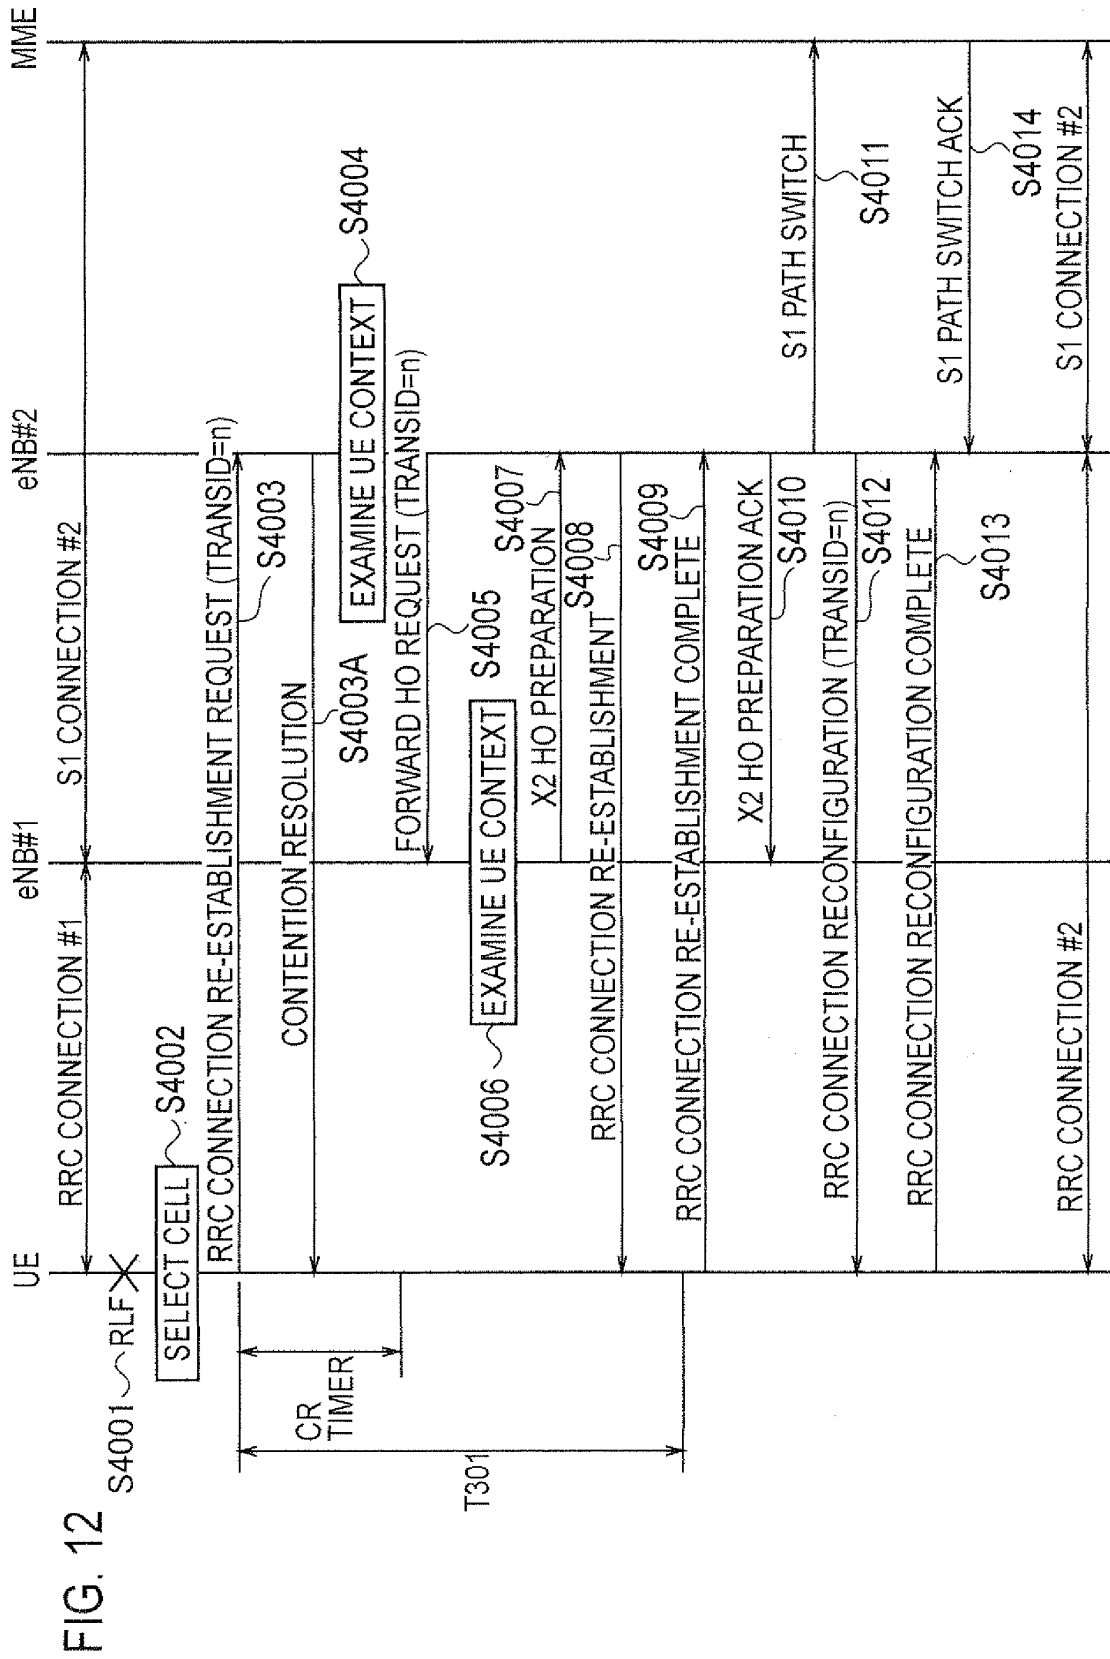 FIG. 12
UE
eNB#1
eNB#2
MME
RRC CONNECTION #1
S1 CONNECTION #2
S4001
RLF
SELECT CELL
S4002
RRC CONNECTION RE-ESTABLISHMENT REQUEST (TRANSID=n)
S4003
CONTENTION RESOLUTION
S4003A
EXAMINE UE CONTEXT
S4004
CR
TIMER
FORWARD HO REQUEST (TRANSID=n)
S4005
T301
S4006
EXAMINE UE CONTEXT
X2 HO PREPARATION
S4007
RRC CONNECTION RE-ESTABLISHMENT
S4008
RRC CONNECTION RE-ESTABLISHMENT COMPLETE
S4009
X2 HO PREPARATION ACK
S4010
S1 PATH SWITCH
S4011
RRC CONNECTION RECONFIGURATION (TRANSID=n)
S4012
RRC CONNECTION RECONFIGURATION COMPLETE
S4013
S1 PATH SWITCH ACK
S4014
RRC CONNECTION #2
S1 CONNECTION #2